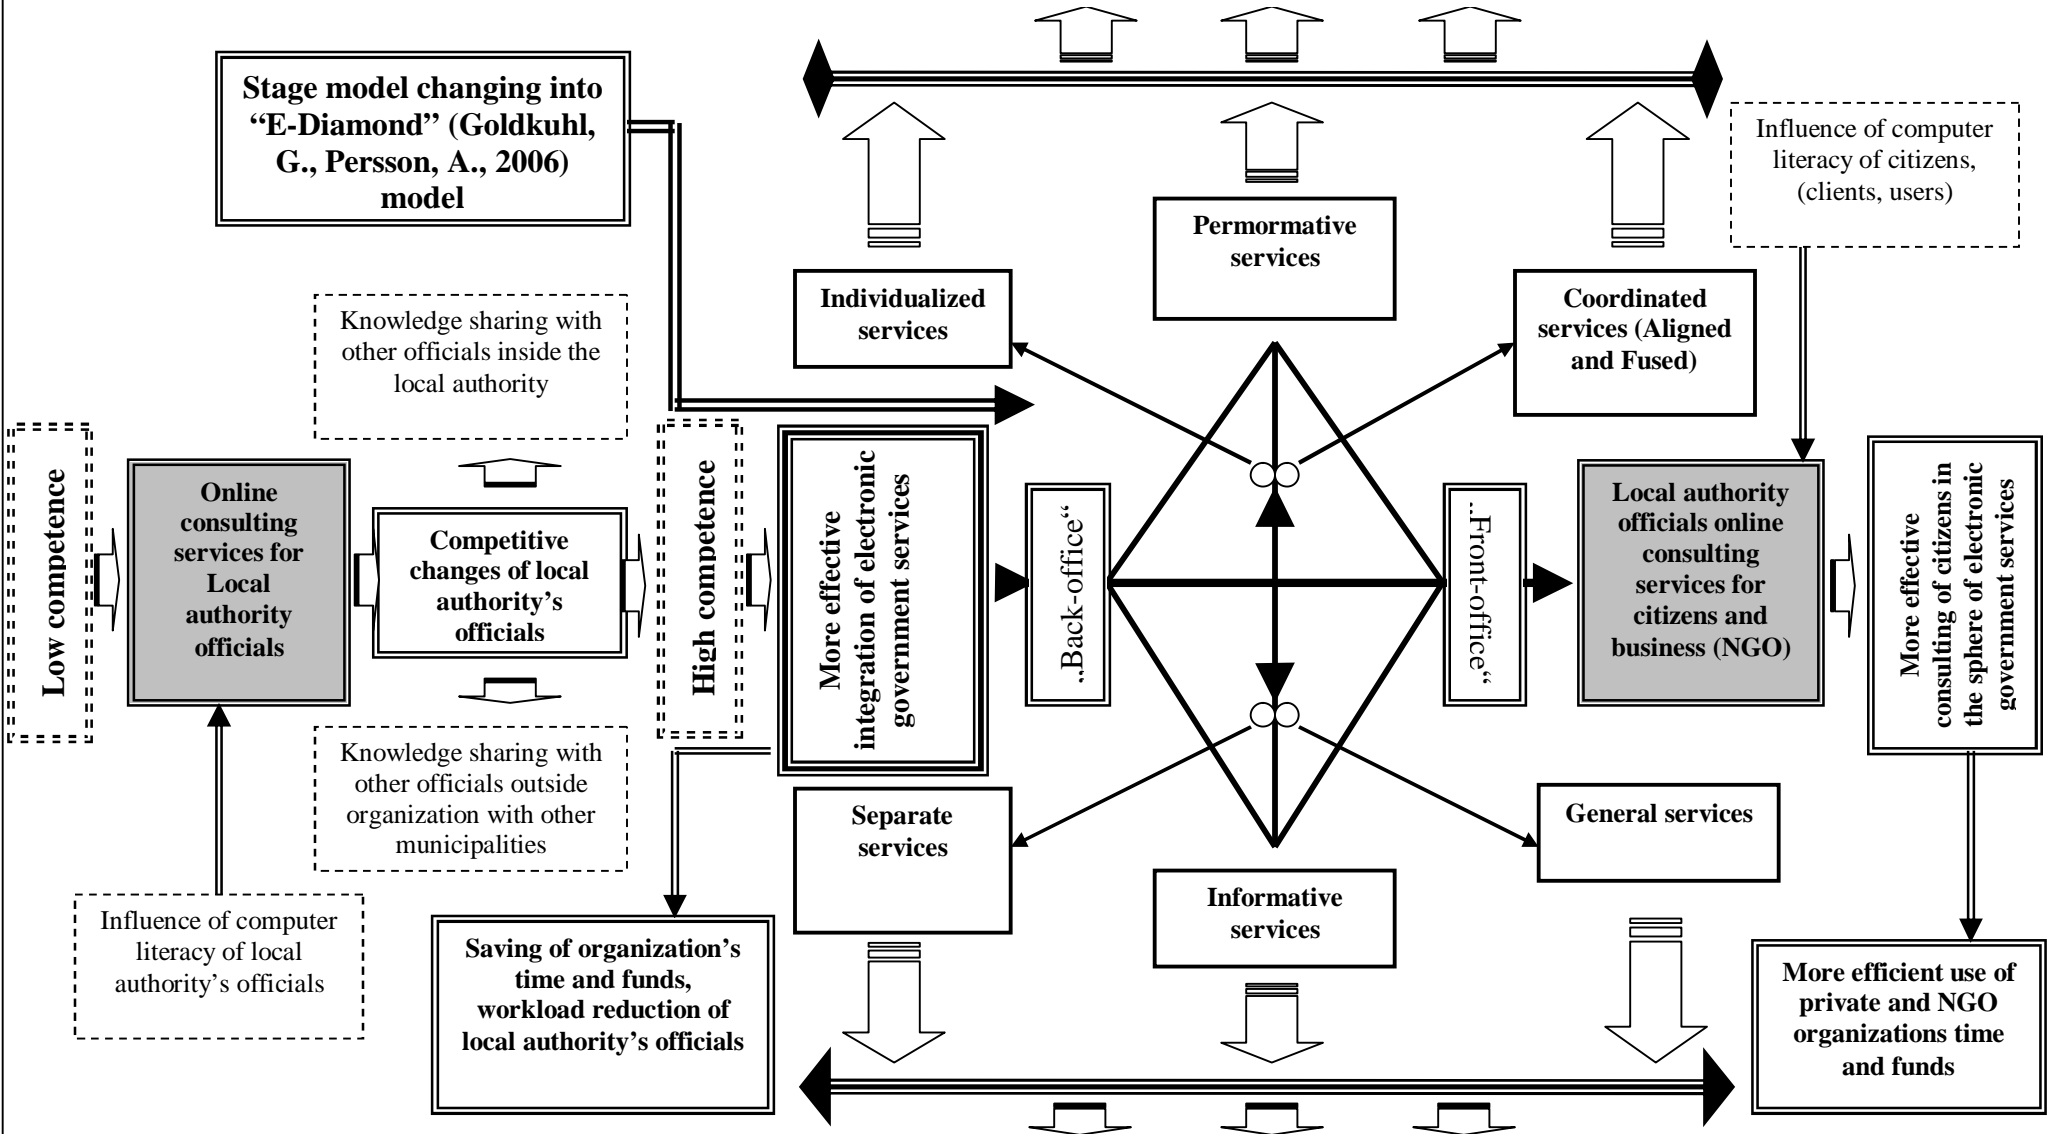 Stage model changing into
“E-Diamond” (Goldkuhl,
G., Persson, A., 2006)
model
Influence of computer
literacy of citizens,
(clients, users)
Permormative
services
Individualized
services
Coordinated
services (Aligned
and Fused)
Knowledge sharing with
other officials inside the
local authority
Low competence
Online
consulting
services for
Local
authority
officials
Competitive
changes of local
authority’s
officials
High competence
More effective
integration of electronic
government services
„Back-office“
„Front-office“
Local authority
officials online
consulting
services for
citizens and
business (NGO)
More effective
consulting of citizens in
the sphere of electronic
government services
Knowledge sharing with
other officials outside
organization with other
municipalities
Separate
services
General services
Informative
services
Influence of computer
literacy of local
authority’s officials
Saving of organization’s
time and funds,
workload reduction of
local authority’s officials
More efficient use of
private and NGO
organizations time
and funds